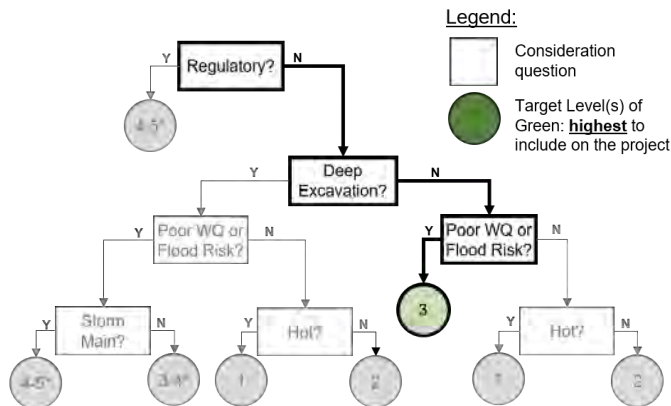 Legend:
Consideration
question
Target Level(s) of
Green: highest to
include on the project
Regulatory?
Y
N
4-5*
Deep
Excavation?
Y
N
Poor WQ or
Flood Risk?
Y
N
Poor WQ or
Flood Risk?
Y
N
3
Storm
Main?
Y
N
Hot?
Y
N
Hot?
Y
N
4-5*
3-4*
1
2
1
2